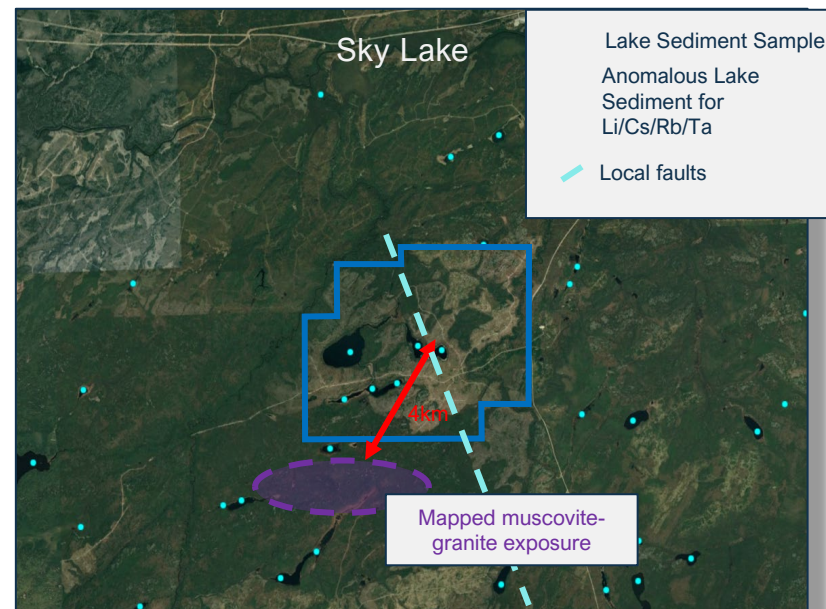 Sky Lake
Lake Sediment Sample
Anomalous Lake
Sediment for
Li/Cs/Rb/Ta
Local faults
4km
Mapped muscovite-
granite exposure